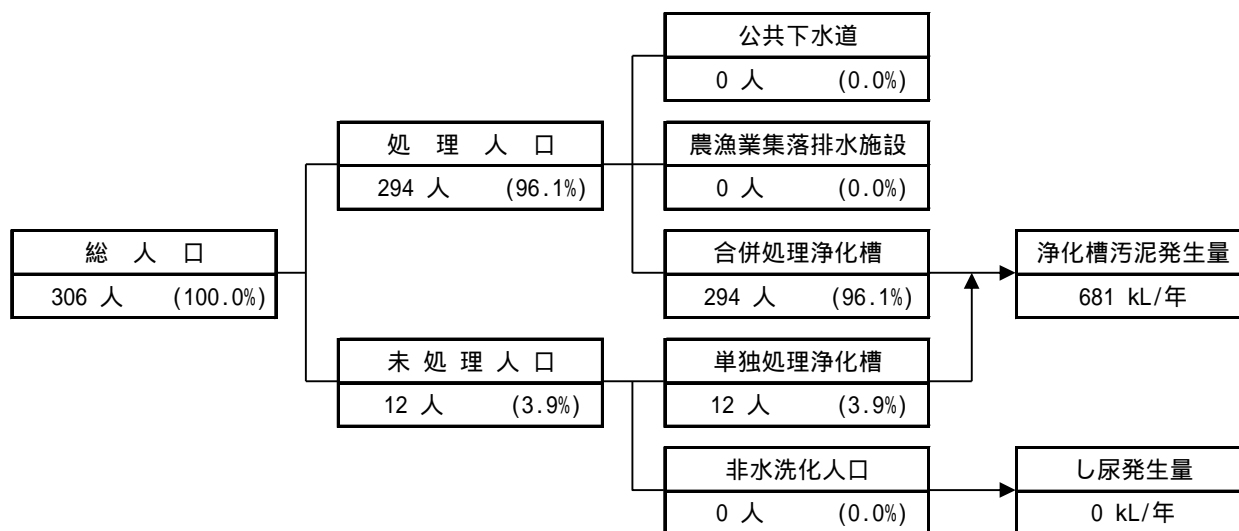 公共下水道
0 人 (0.0%)
処 理 人 口
294 人 (96.1%)
農漁業集落排水施設
0 人 (0.0%)
総 人 口
306 人 (100.0%)
合併処理浄化槽
294 人 (96.1%)
浄化槽汚泥発生量
681 kL/年
未 処 理 人 口
12 人 (3.9%)
単独処理浄化槽
12 人 (3.9%)
非水洗化人口
0 人 (0.0%)
し尿発生量
0 kL/年